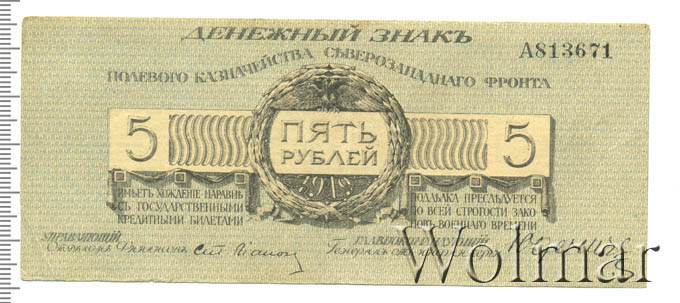 ДЕНЕЖНЫЙ ЗНАКЪ
А813671
ПОЛЕВОГО КАЗНАЧЕЙСТВА СѢВЕРОЗАПАДНАГО ФРОНТА
5
ПЯТЬ
РУБЛЕЙ
1919
5
ИМѢЕТЪ ХОЖДЕНІЕ НАРАВНѢ
СЪ ГОСУДАРСТВЕННЫМИ
КРЕДИТНЫМИ БИЛЕТАМИ
ПОДДѢЛКА ПРЕСЛѢДУЕТСЯ
ПО ВСЕЙ СТРОГОСТИ ЗАКО
НОВЪ ВОЕННАГО ВРЕМЕНИ
УПРАВЛЯЮЩІЙ
ГЛАВНОКОМАНДУЮЩІЙ
Wolmar